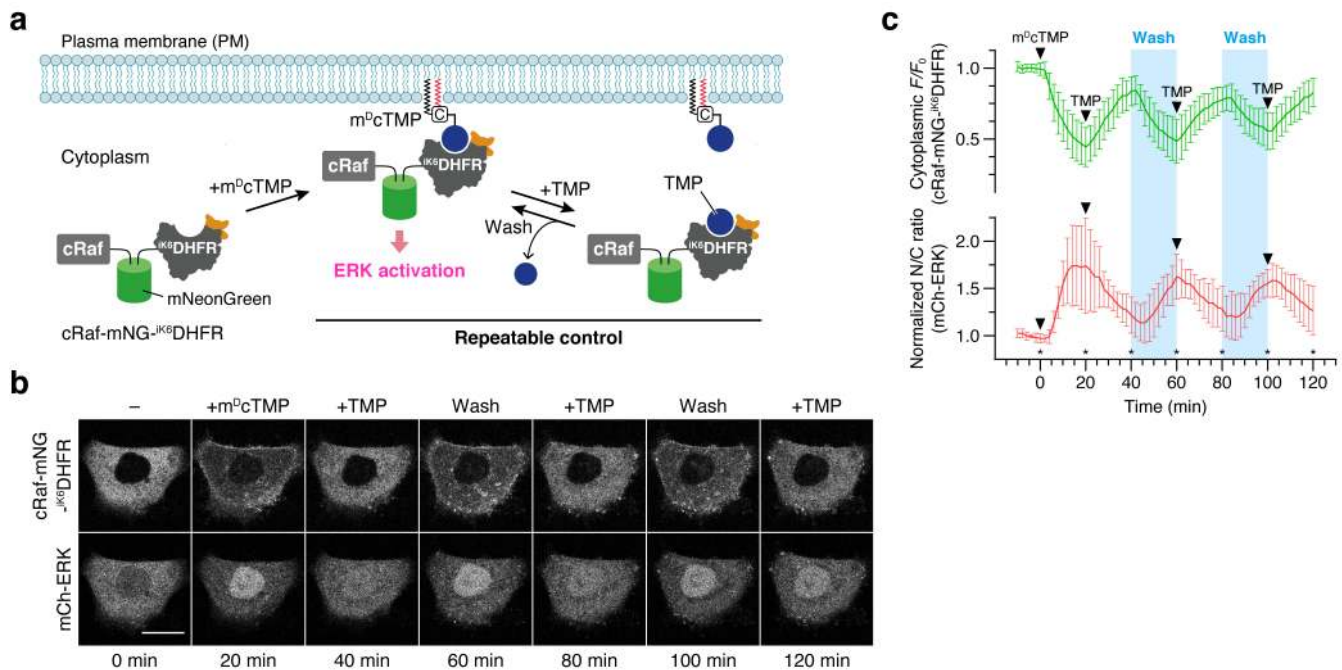 a
Plasma membrane (PM)
mᴰcTMP
C
C
Cytoplasm
cRaf
ⁱᴷ⁶DHFR
+mᴰcTMP
+TMP
Wash
TMP
cRaf
ⁱᴷ⁶DHFR
mNeonGreen
ERK activation
cRaf
ⁱᴷ⁶DHFR
cRaf-mNG-ⁱᴷ⁶DHFR
Repeatable control
b
– +mᴰcTMP +TMP Wash +TMP Wash +TMP
cRaf-mNG
-ⁱᴷ⁶DHFR
mCh-ERK
0 min 20 min 40 min 60 min 80 min 100 min 120 min
c
Wash Wash
mᴰcTMP
TMP TMP TMP
Cytoplasmic F/F₀
(cRaf-mNG-ⁱᴷ⁶DHFR)
1.0
0.5
Normalized N/C ratio
(mCh-ERK)
2.0
1.5
1.0
* * * * * * *
0 20 40 60 80 100 120
Time (min)